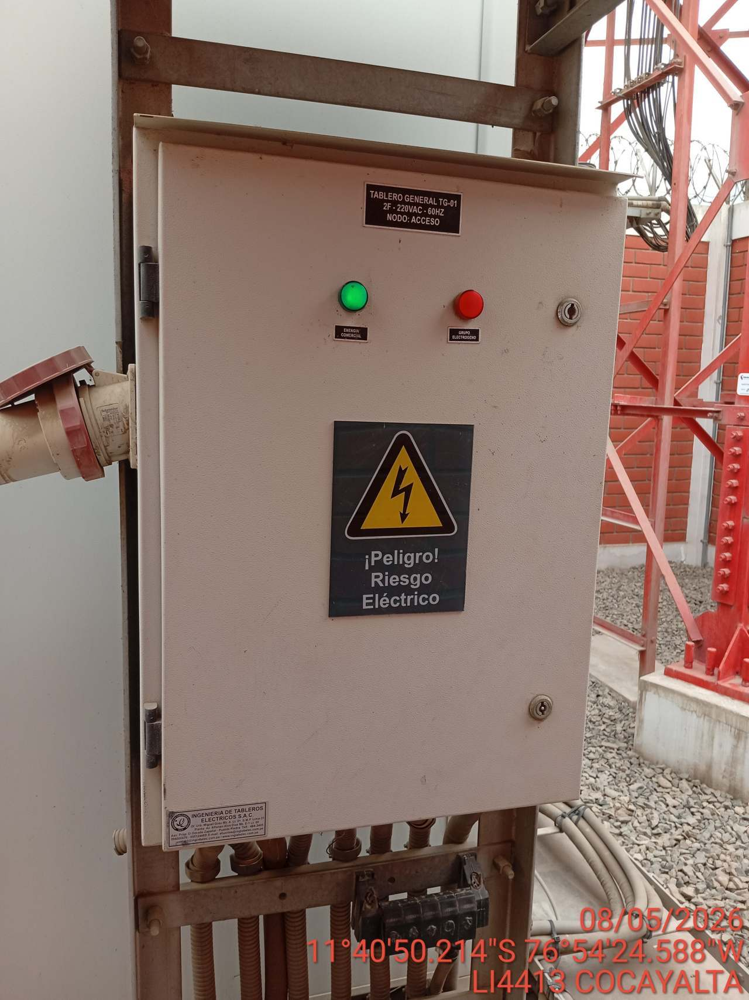 TABLERO GENERAL TG-01
2F - 220VAC - 60HZ
NODO: ACCESO
ENERGIA
COMERCIAL
GRUPO
ELECTROGENO
Schneider
¡Peligro!
Riesgo
Eléctrico
INGENIERIA DE TABLEROS
ELECTRICOS S.A.C.
08/05/2026
11°40'50.214"S 76°54'24.588"W
LI4413 COCAYALTA